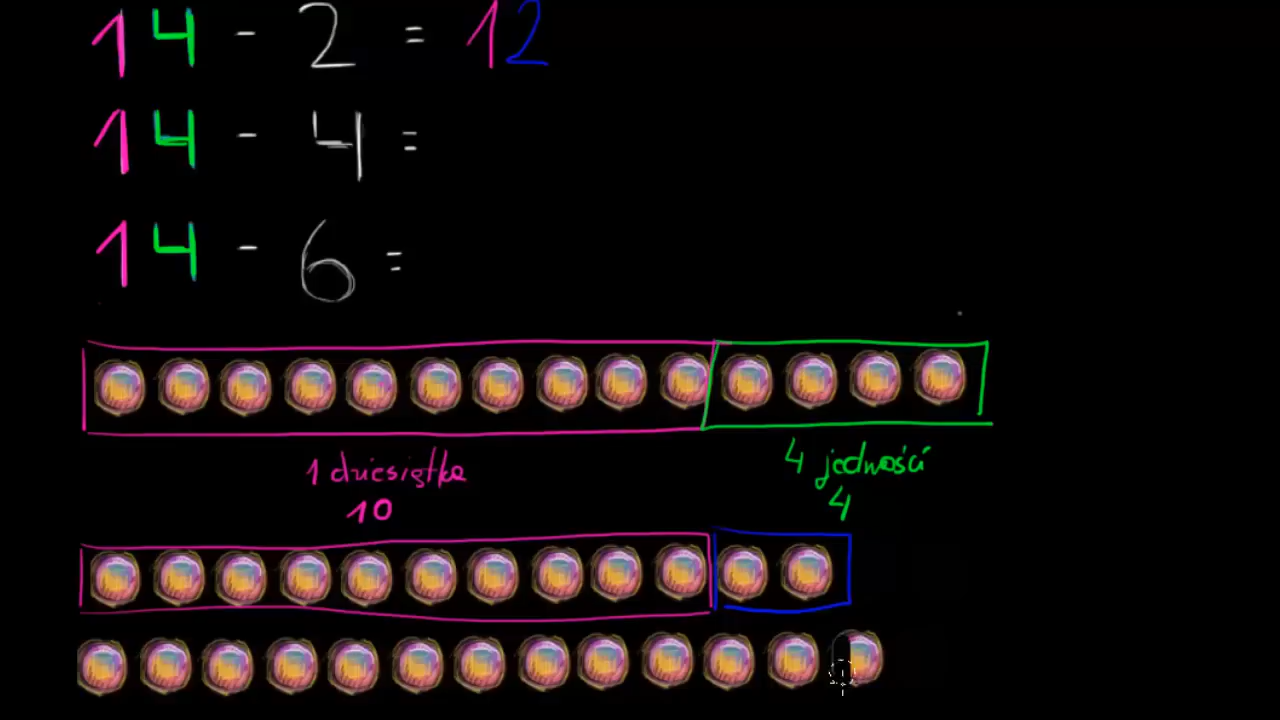 14 - 2 = 12
14 - 4 =
14 - 6 =
1 dziesiątka
10
4 jedności
4